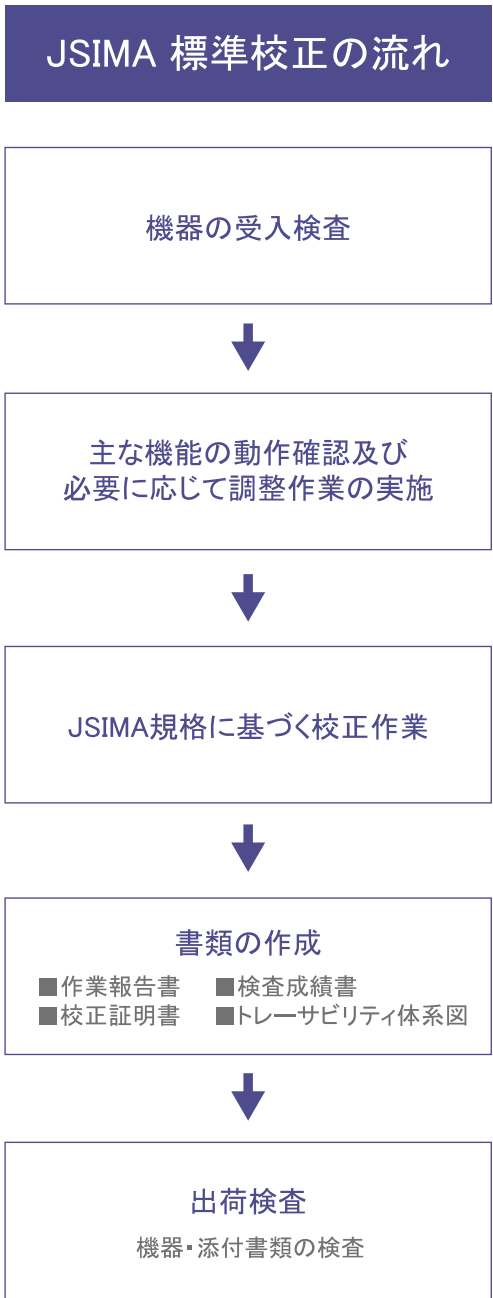 JSIMA 標準校正の流れ
機器の受入検査
主な機能の動作確認及び
必要に応じて調整作業の実施
JSIMA規格に基づく校正作業
書類の作成
■作業報告書 ■検査成績書
■校正証明書 ■トレーサビリティ体系図
出荷検査
機器・添付書類の検査